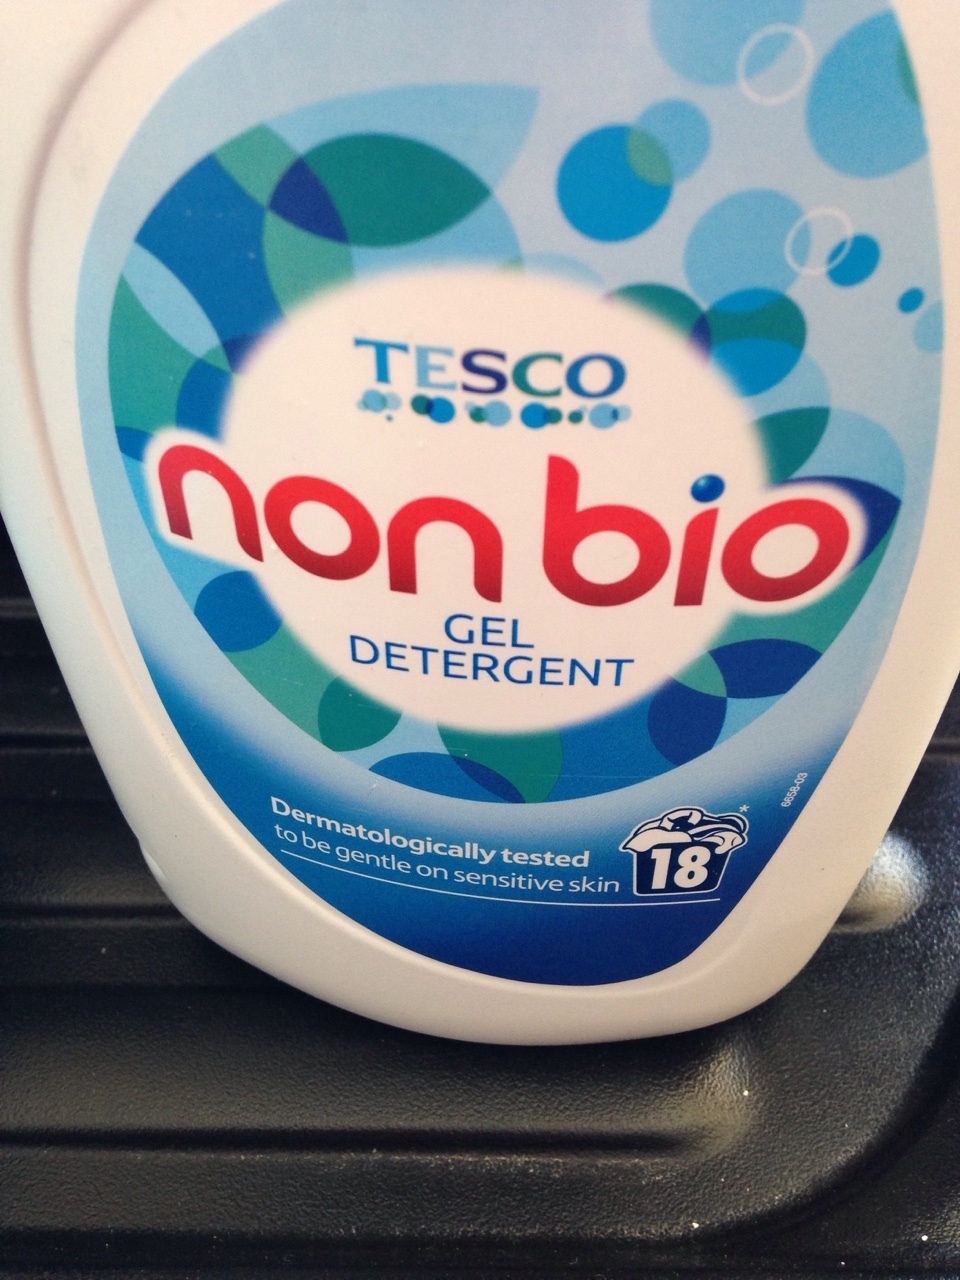 TESCO
non bio
GEL
DETERGENT
Dermatologically tested
to be gentle on sensitive skin
18*
6658-03